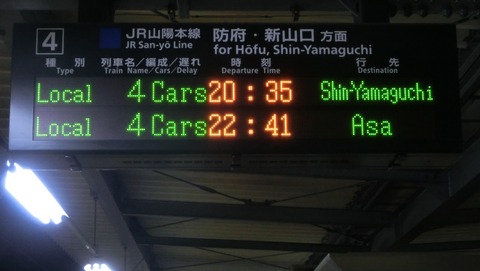 4 JR山陽本線 防府・新山口 方面
JR San-yō Line for Hōfu, Shin-Yamaguchi
種別 列車名／編成／遅れ 時刻 行先
Type Train Name/Cars/Delay Departure Time Destination
Local 4 Cars 20:35 Shin-Yamaguchi
Local 4 Cars 22:41 Asa